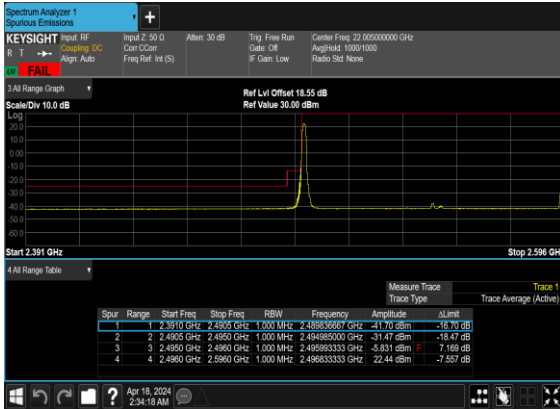 Spectrum Analyzer 1
Spurious Emissions
+
KEYSIGHT
R T
LNI
FAIL
Input: RF
Coupling: DC
Align: Auto
Input Z: 50 Ω
Corr CCorr
Freq Ref: Int (S)
Atten: 30 dB
Trig: Free Run
Gate: Off
IF Gain: Low
Center Freq: 22.005000000 GHz
Avg|Hold: 1000/1000
Radio Std: None
3 All Range Graph
Scale/Div 10.0 dB
Ref Lvl Offset 18.55 dB
Ref Value 30.00 dBm
Log
20.0
10.0
0.00
-10.0
-20.0
-30.0
-40.0
-50.0
-60.0
Start 2.391 GHz
Stop 2.596 GH
4 All Range Table
Measure Trace Trace 1
Trace Type Trace Average (Active)
Spur Range Start Freq Stop Freq RBW Frequency Amplitude ΔLimit
1 1 2.3910 GHz 2.4905 GHz 1.000 MHz 2.489836667 GHz -41.70 dBm -16.70 dB
2 2 2.4905 GHz 2.4950 GHz 1.000 MHz 2.494985000 GHz -31.47 dBm -18.47 dB
3 3 2.4950 GHz 2.4960 GHz 1.000 MHz 2.495993333 GHz -5.831 dBm F 7.169 dB
4 4 2.4960 GHz 2.5960 GHz 1.000 MHz 2.496833333 GHz 22.44 dBm -7.557 dB
?
Apr 18, 2024
2:34:18 AM